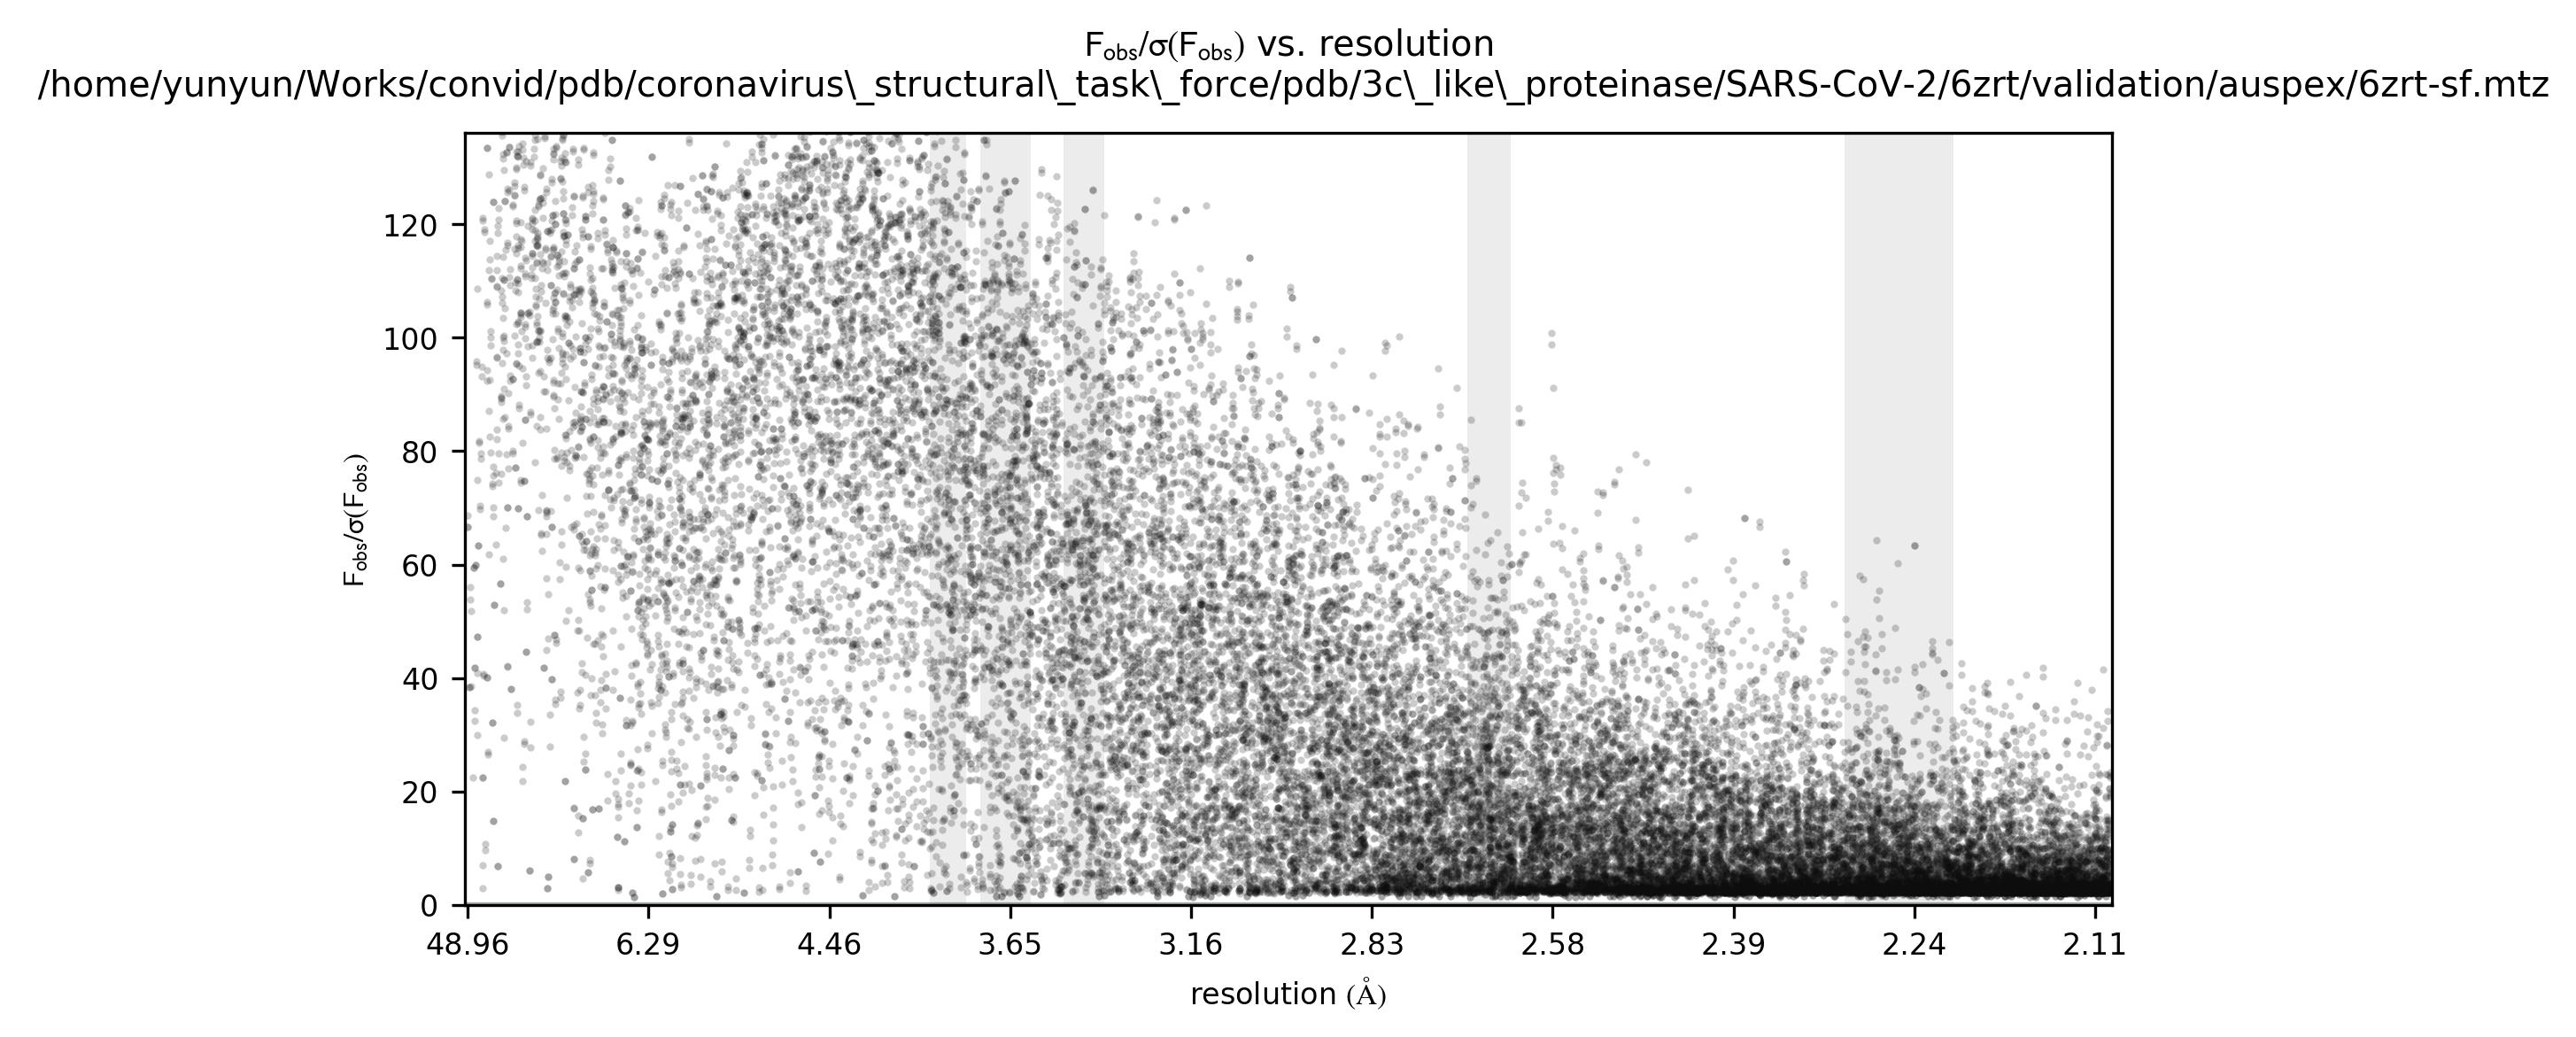 Fobs/σ(Fobs) vs. resolution
/home/yunyun/Works/convid/pdb/coronavirus\_structural\_task\_force/pdb/3c\_like\_proteinase/SARS-CoV-2/6zrt/validation/auspex/6zrt-sf.mtz
Fobs/σ(Fobs)
120
100
80
60
40
20
0
48.96 6.29 4.46 3.65 3.16 2.83 2.58 2.39 2.24 2.11
resolution (Å)